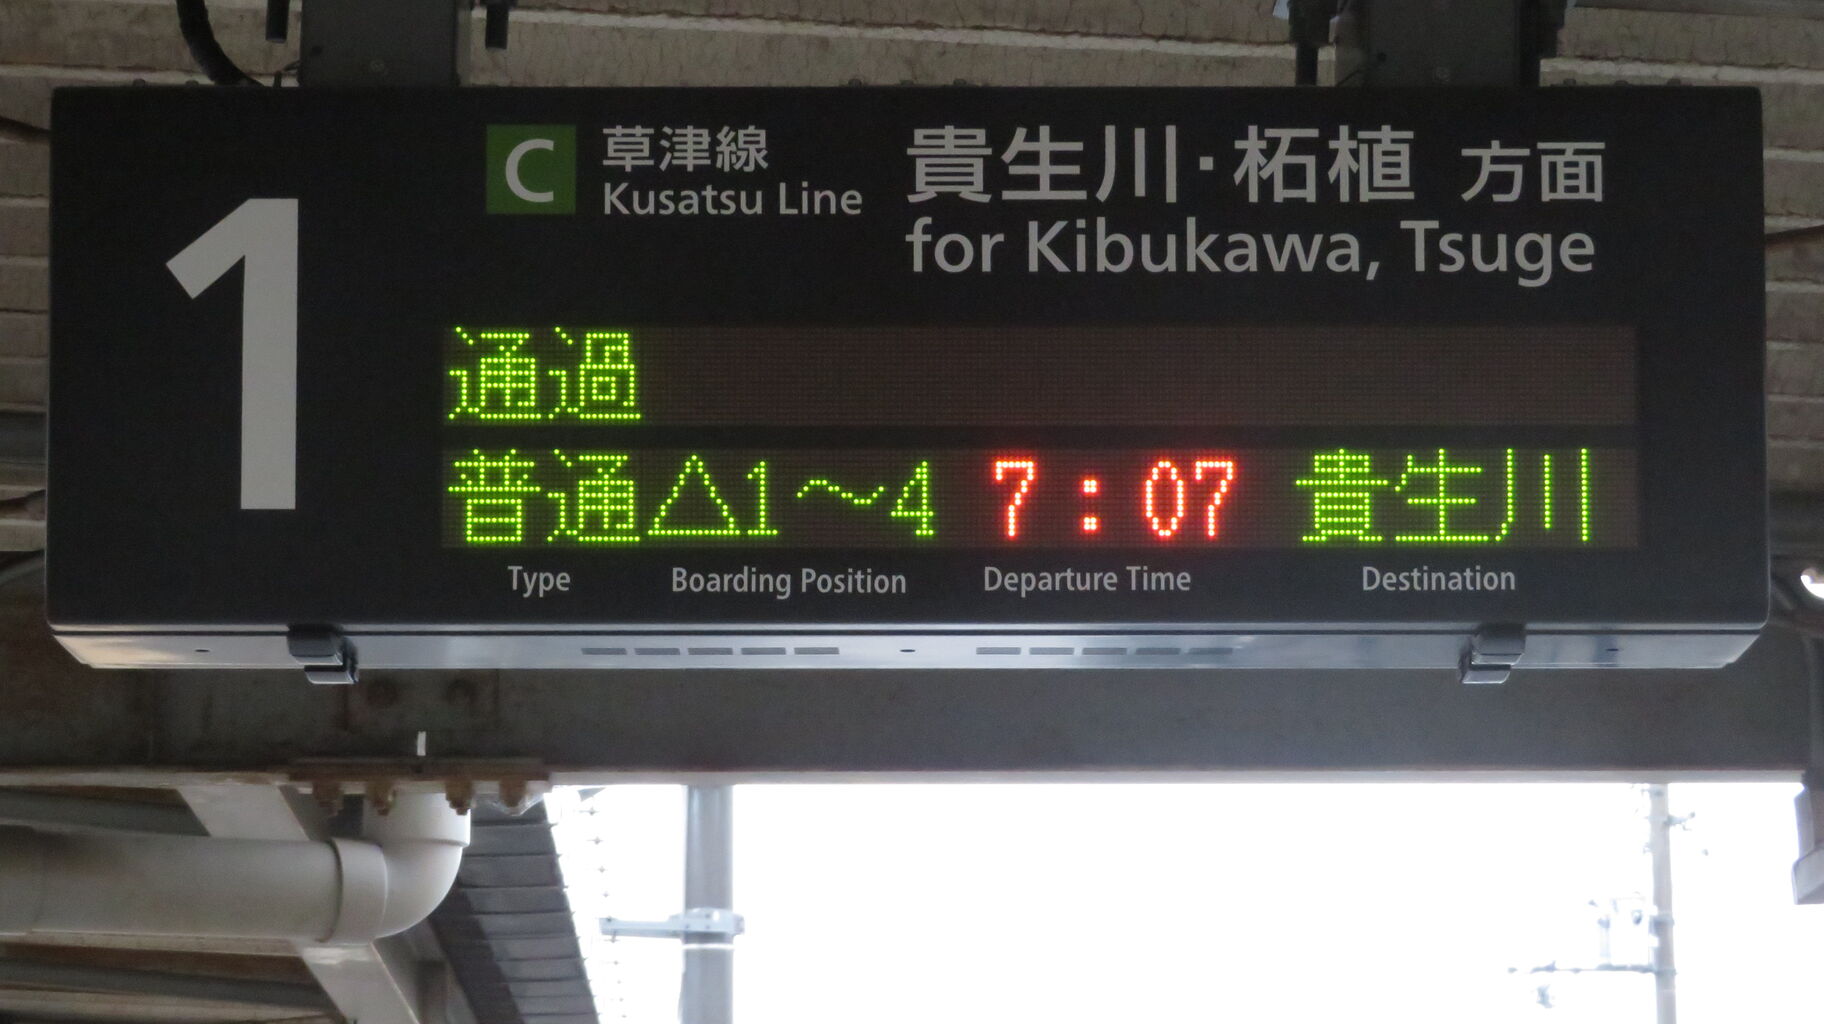 1
C 草津線
Kusatsu Line
貴生川・柘植 方面
for Kibukawa, Tsuge
通過
普通△1～4 7:07 貴生川
Type Boarding Position Departure Time Destination